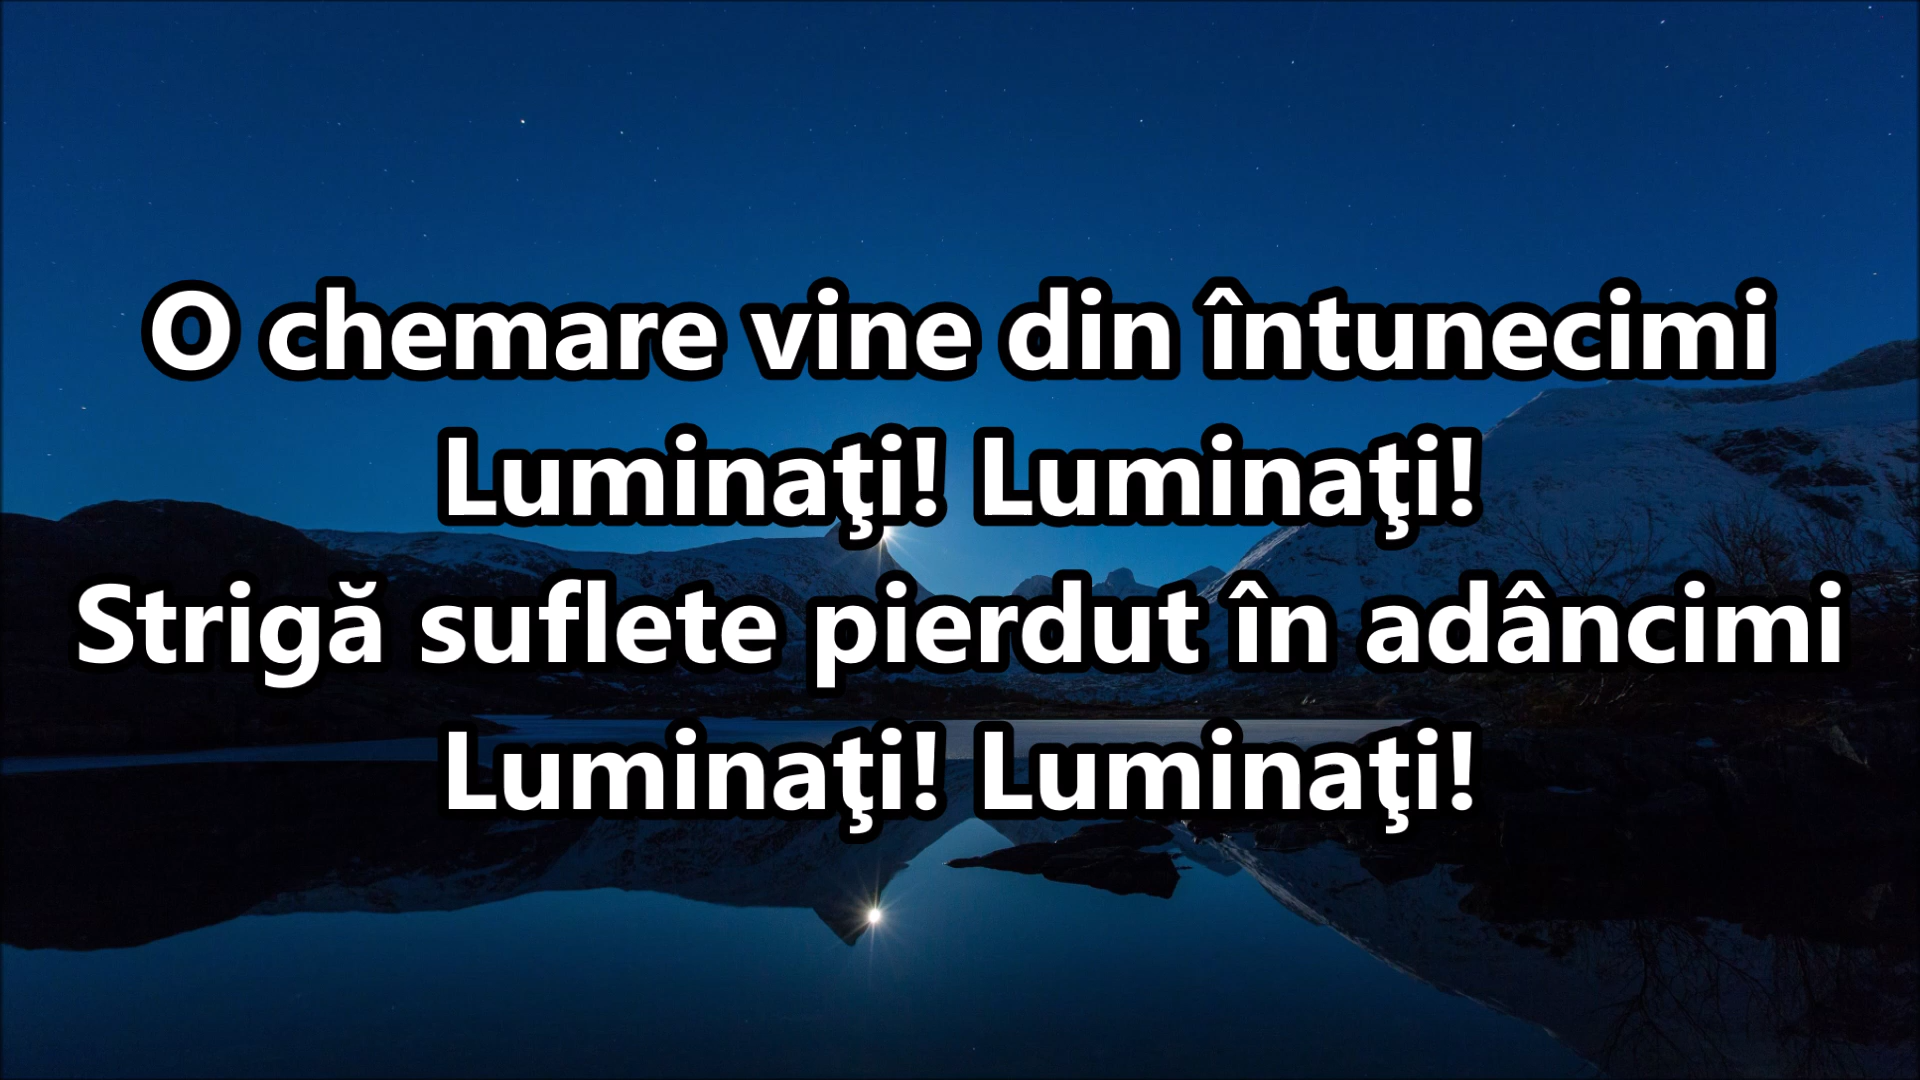 O chemare vine din întunecimi
Luminaţi! Luminaţi!
Strigă suflete pierdut în adâncimi
Luminaţi! Luminaţi!